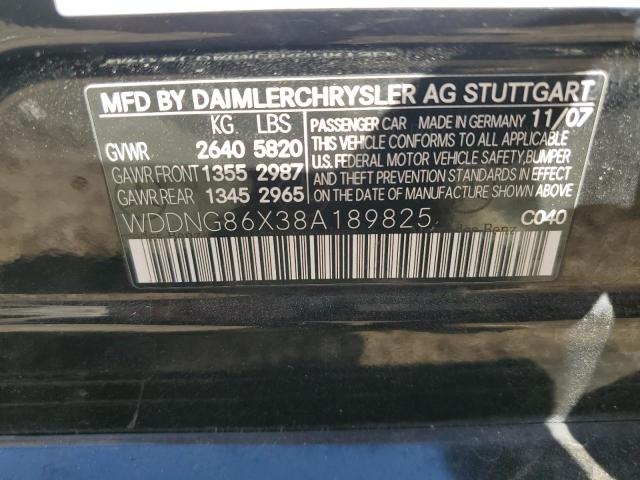 MFD BY DAIMLERCHRYSLER AG STUTTGART
KG LBS
GVWR 2640 5820
GAWR FRONT 1355 2987
GAWR REAR 1345 2965
PASSENGER CAR MADE IN GERMANY 11/07
THIS VEHICLE CONFORMS TO ALL APPLICABLE
U.S. FEDERAL MOTOR VEHICLE SAFETY, BUMPER
AND THEFT PREVENTION STANDARDS IN EFFECT
ON THE DATE OF MANUFACTURE SHOWN ABOVE
WDDNG86X38A189825 C040